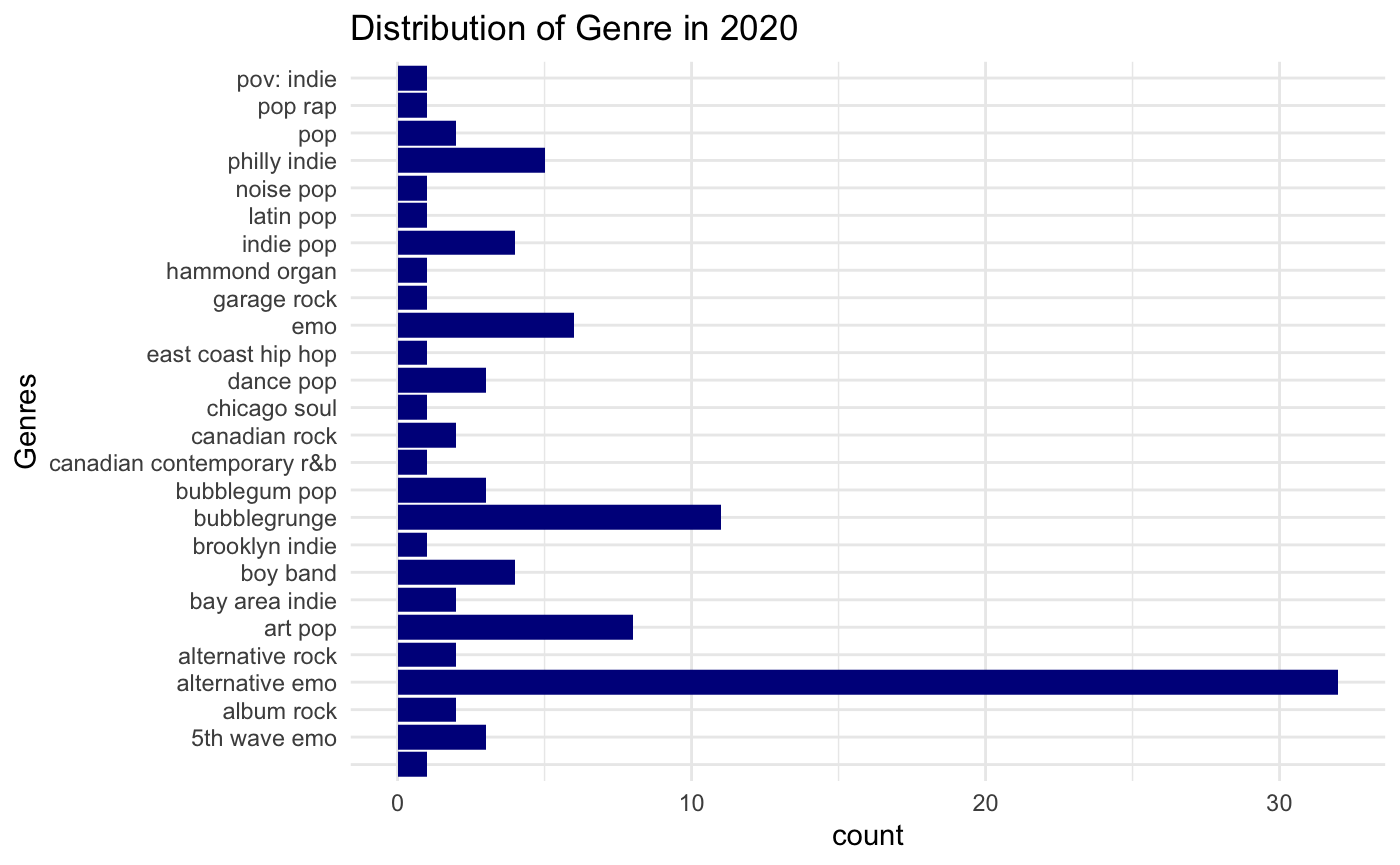 Distribution of Genre in 2020
pov: indie
pop rap
pop
philly indie
noise pop
latin pop
indie pop
hammond organ
garage rock
emo
east coast hip hop
dance pop
chicago soul
canadian rock
canadian contemporary r&b
bubblegum pop
bubblegrunge
brooklyn indie
boy band
bay area indie
art pop
alternative rock
alternative emo
album rock
5th wave emo
Genres
0 10 20 30
count